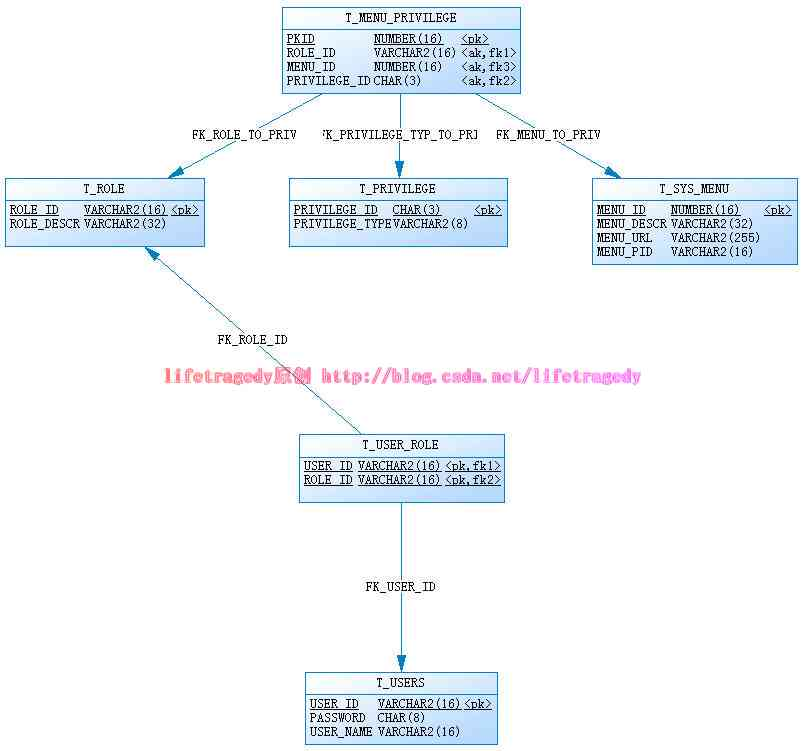 T_MENU_PRIVILEGE
PKID NUMBER(16) <pk>
ROLE_ID VARCHAR2(16) <ak,fk1>
MENU_ID NUMBER(16) <ak,fk3>
PRIVILEGE_ID CHAR(3) <ak,fk2>
FK_ROLE_TO_PRIV
FK_PRIVILEGE_TYP_TO_PRI
FK_MENU_TO_PRIV
T_ROLE
ROLE_ID VARCHAR2(16) <pk>
ROLE_DESCR VARCHAR2(32)
T_PRIVILEGE
PRIVILEGE_ID CHAR(3) <pk>
PRIVILEGE_TYPE VARCHAR2(8)
T_SYS_MENU
MENU_ID NUMBER(16) <pk>
MENU_DESCR VARCHAR2(32)
MENU_URL VARCHAR2(255)
MENU_PID VARCHAR2(16)
FK_ROLE_ID
lifetragedy原创 http://blog.csdn.net/lifetragedy
T_USER_ROLE
USER_ID VARCHAR2(16) <pk,fk1>
ROLE_ID VARCHAR2(16) <pk,fk2>
FK_USER_ID
T_USERS
USER_ID VARCHAR2(16) <pk>
PASSWORD CHAR(8)
USER_NAME VARCHAR2(16)